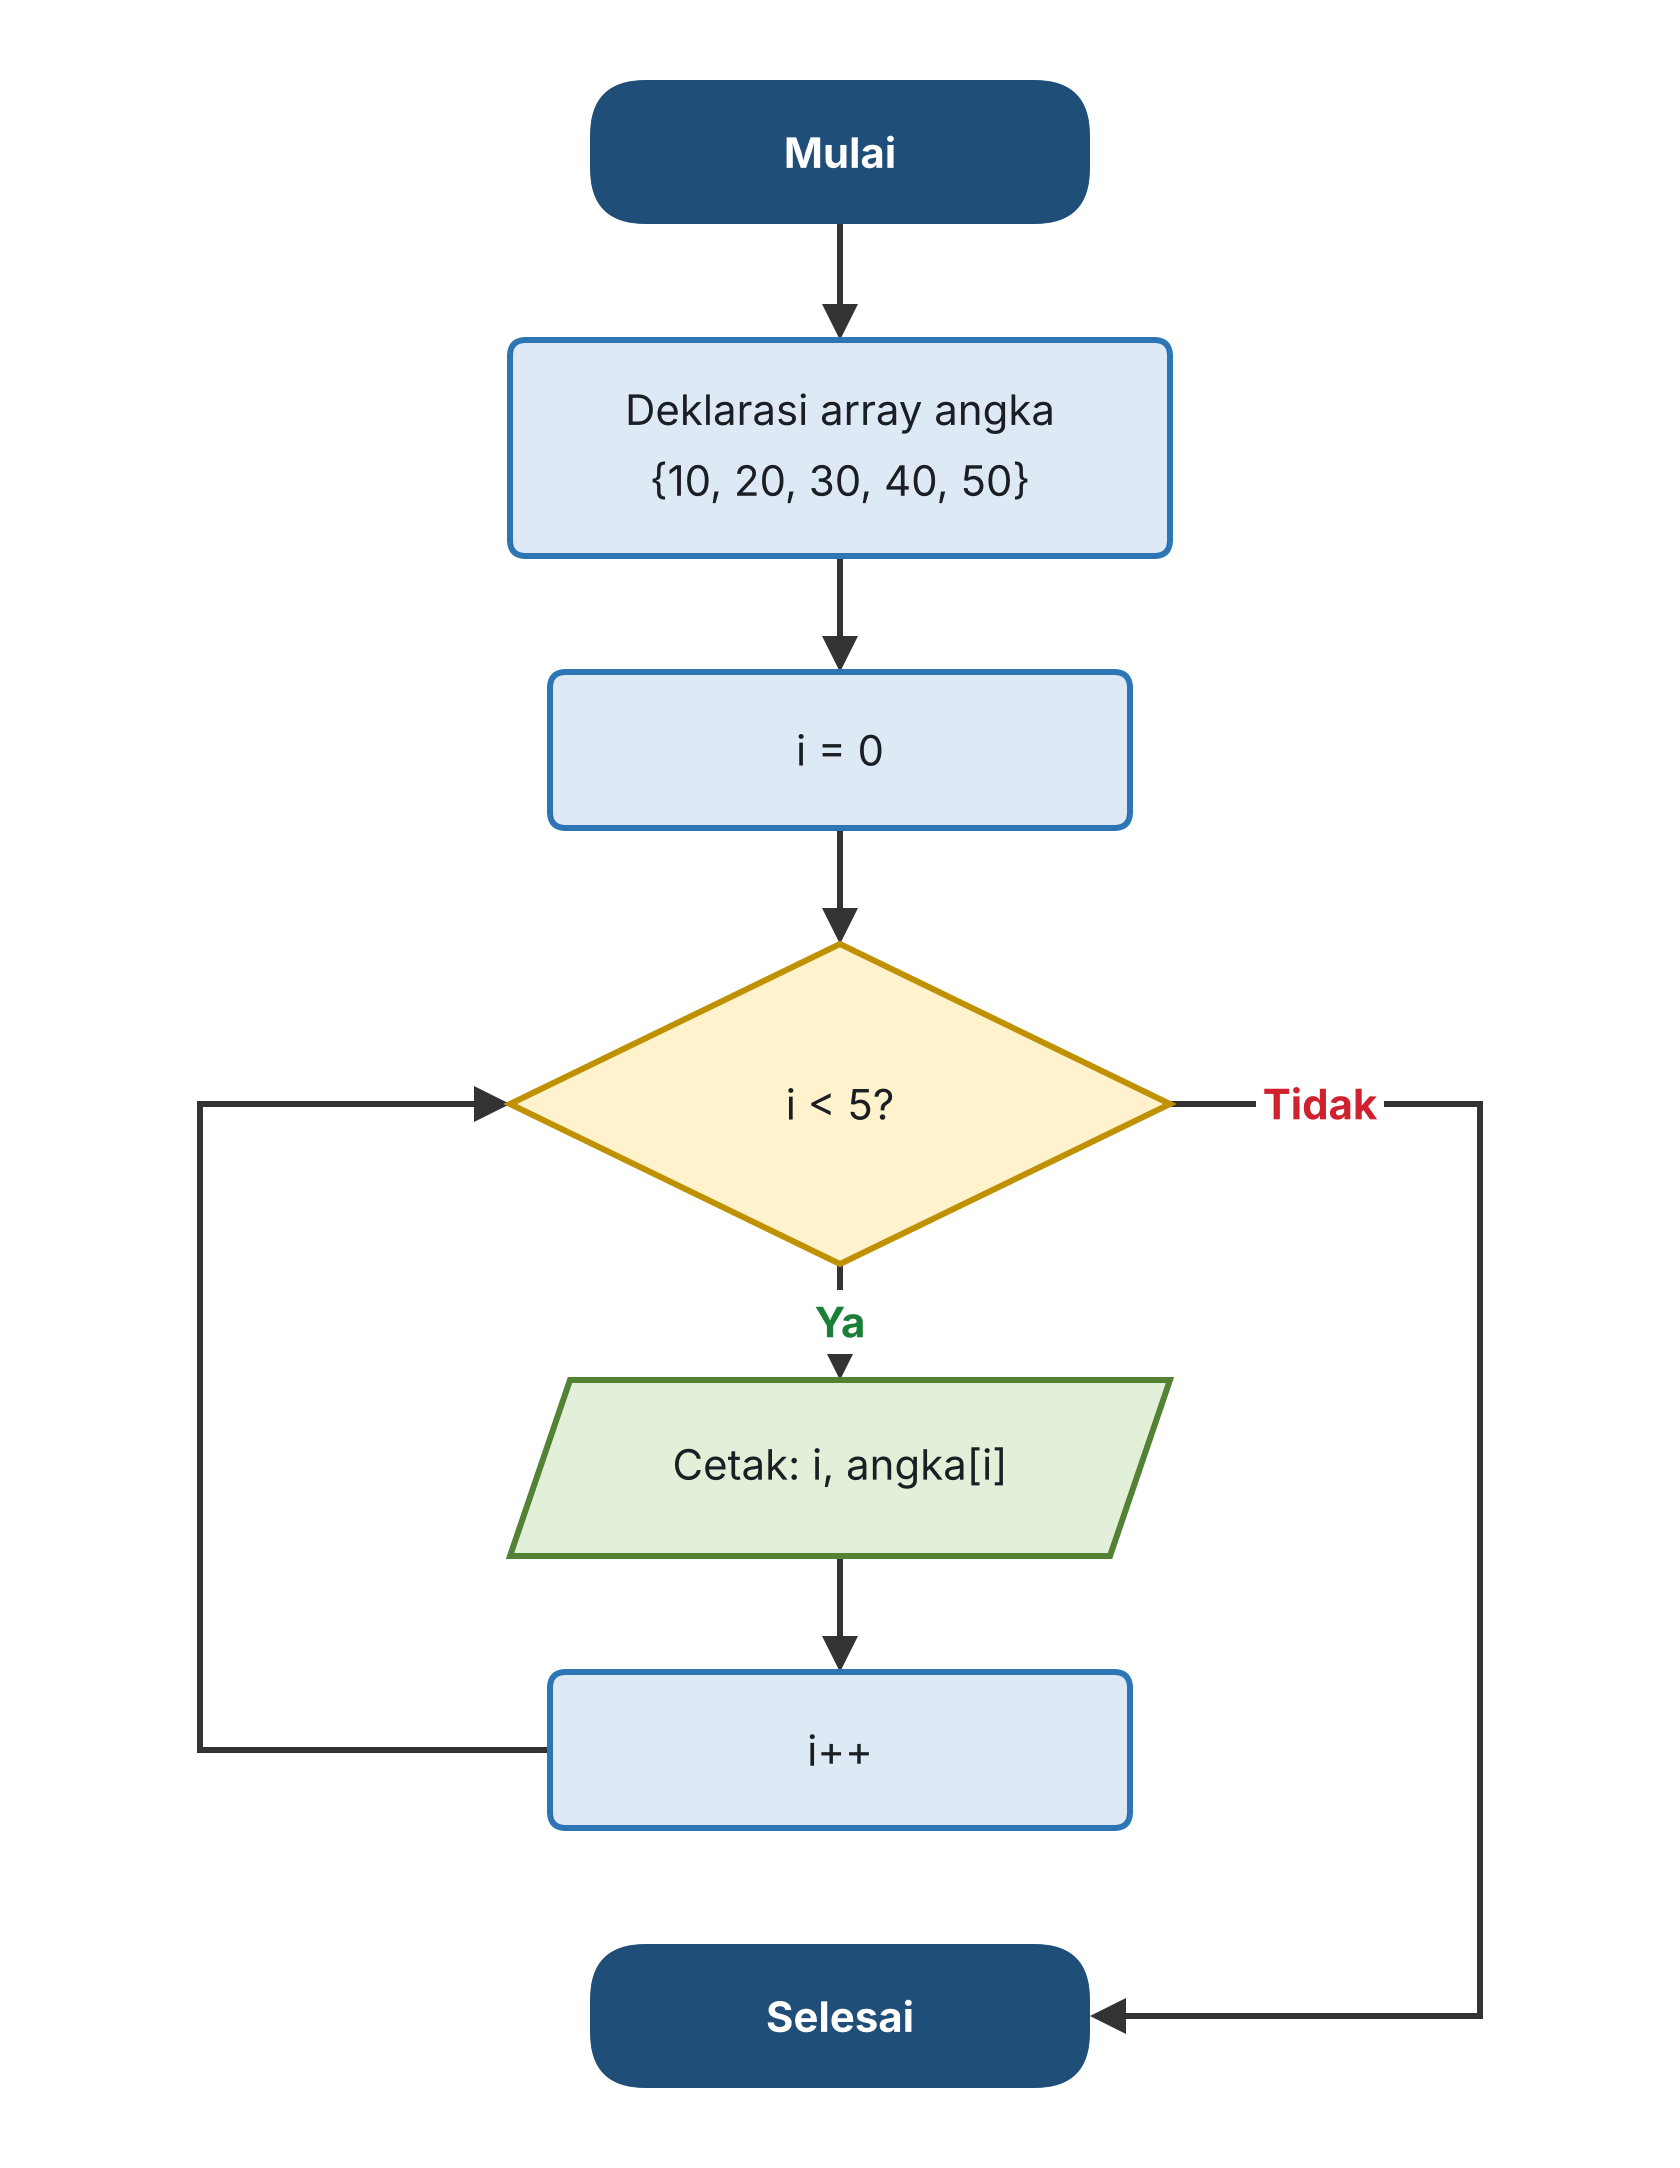 Mulai
Deklarasi array angka
{10, 20, 30, 40, 50}
i = 0
i < 5?
Tidak
Ya
Cetak: i, angka[i]
i++
Selesai